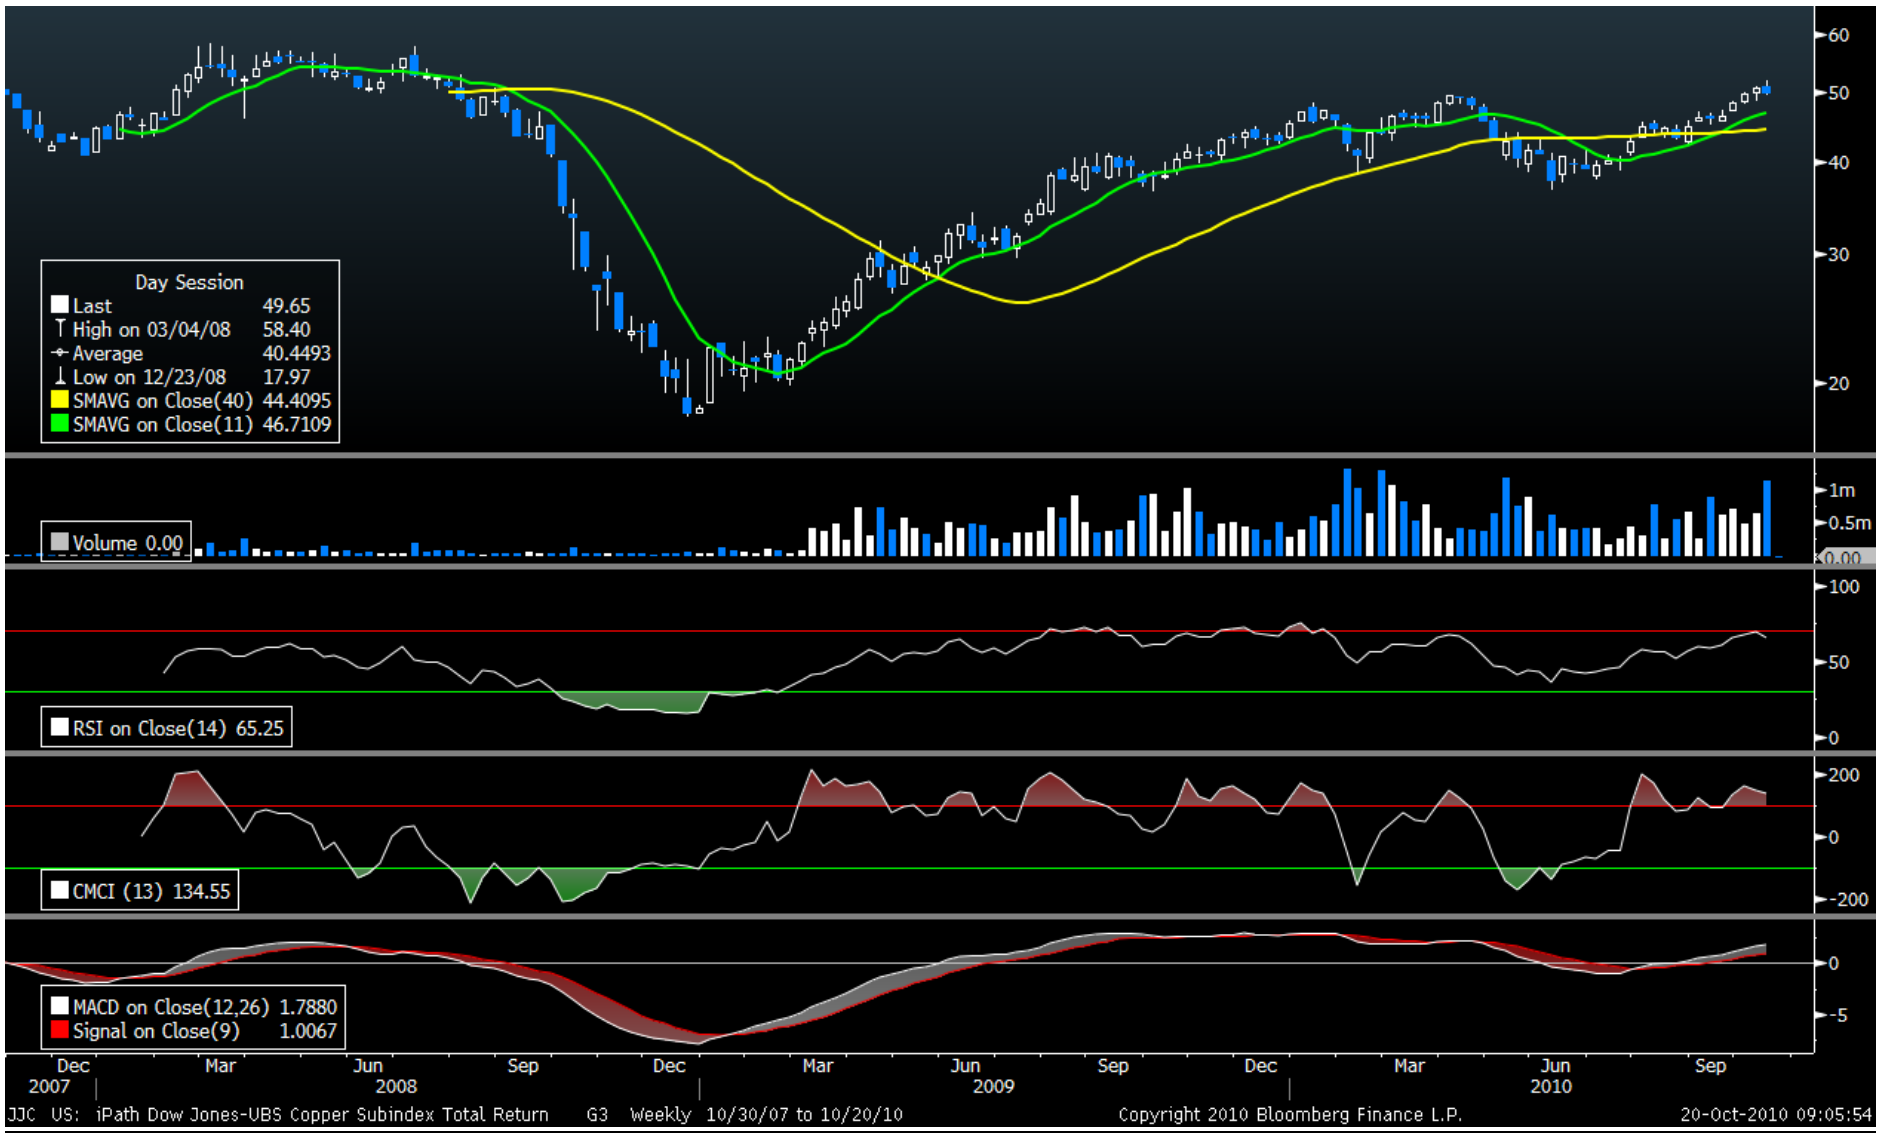 60
50
40
30
20
Day Session
Last 49.65
High on 03/04/08 58.40
Average 40.4493
Low on 12/23/08 17.97
SMAVG on Close(40) 44.4095
SMAVG on Close(11) 46.7109
1m
0.5m
0.00
Volume 0.00
100
50
0
RSI on Close(14) 65.25
200
0
-200
CMCI (13) 134.55
0
-5
MACD on Close(12,26) 1.7880
Signal on Close(9) 1.0067
Dec Mar Jun Sep Dec Mar Jun Sep Dec Mar Jun Sep
2007 2008 2009 2010
JJC US: iPath Dow Jones-UBS Copper Subindex Total Return G3 Weekly 10/30/07 to 10/20/10 Copyright 2010 Bloomberg Finance L.P. 20-Oct-2010 09:05:54